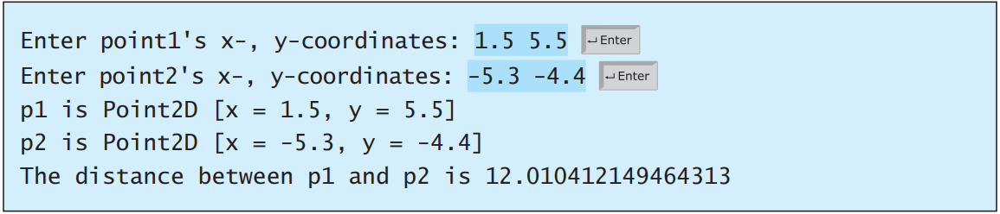 Enter point1's x-, y-coordinates: 1.5 5.5 ↵Enter
Enter point2's x-, y-coordinates: -5.3 -4.4 ↵Enter
p1 is Point2D [x = 1.5, y = 5.5]
p2 is Point2D [x = -5.3, y = -4.4]
The distance between p1 and p2 is 12.010412149464313